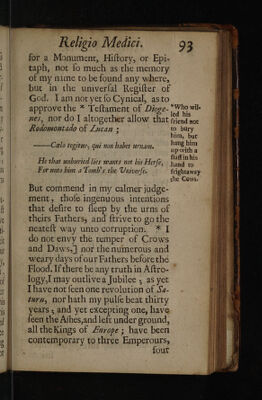 Religio Medici. 93
for a Monument, Hiſtory, or Epi-
taph, not ſo much as the memory
of my name to be found any where,
but in the univerſal Regiſter of
God. I am not yet ſo Cynical, as to
approve the * Teſtament of Dioge-
nes, nor do I altogether allow that
Rodomontado of Lucan ;
*Who wil-
led his
friend not
to bury
him, but
hang him
up with a
ſtaff in his
hand to
fright away
the Cows.
——Cælo tegitur, qui non habet urnam.
He that unburied lies wants not his Herſe,
For unto him a Tomb's the Univerſe.
But commend in my calmer judge-
ment, thoſe ingenuous intentions
that deſire to ſleep by the urns of
theirs Fathers, and ſtrive to go the
neateſt way unto corruption. * I
do not envy the temper of Crows
and Daws,] nor the numerous and
weary days of our Fathers before the
Flood. If there be any truth in Aſtro-
logy, I may outlive a Jubilee ; as yet
I have not ſeen one revolution of Sa-
turn, nor hath my pulſe beat thirty
years ; and yet excepting one, have
ſeen the Aſhes, and left under ground,
all the Kings of Europe ; have been
contemporary to three Emperours,
four